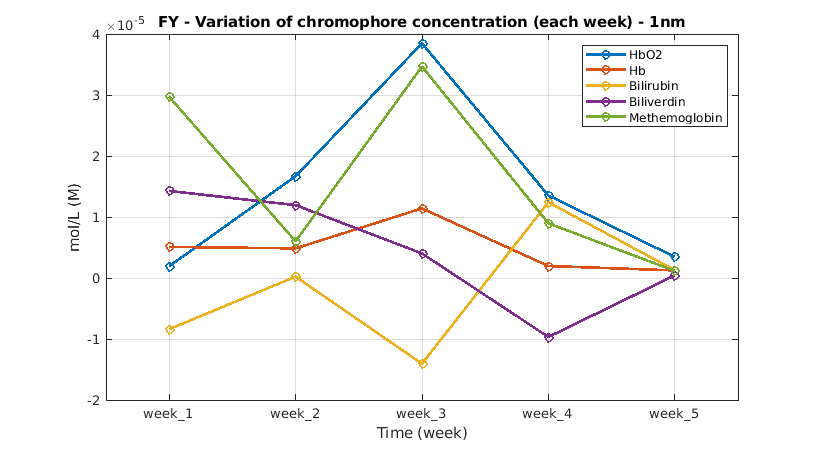 ×10-5
FY - Variation of chromophore concentration (each week) - 1nm
4
3
2
1
0
-1
-2
mol/L (M)
HbO2
Hb
Bilirubin
Biliverdin
Methemoglobin
week_1 week_2 week_3 week_4 week_5
Time (week)